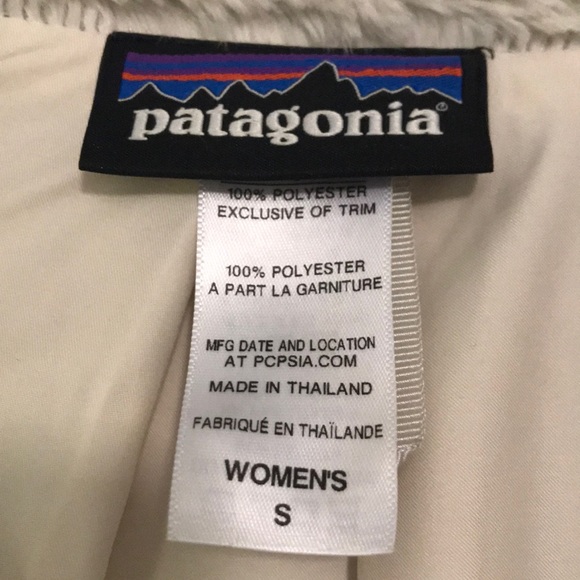 patagonia®
100% POLYESTER
EXCLUSIVE OF TRIM
100% POLYESTER
A PART LA GARNITURE
MFG DATE AND LOCATION
AT PCPSIA.COM
MADE IN THAILAND
FABRIQUÉ EN THAÏLANDE
WOMEN'S
S